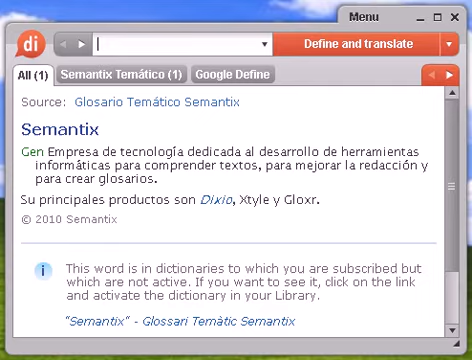 Menu
di
Define and translate
All (1)
Semantix Temático (1)
Google Define
Source: Glosario Temático Semantix
Semantix
Gen Empresa de tecnología dedicada al desarrollo de herramientas
informáticas para comprender textos, para mejorar la redacción y
para crear glosarios.
Su principales producos son Dixio, Xtyle y Gloxr.
© 2010 Semantix
i
This word is in dictionaries to which you are subscribed but
which are not active. If you want to see it, click on the link
and activate the dictionary in your Library.
"Semantix" - Glossari Temàtic Semantix